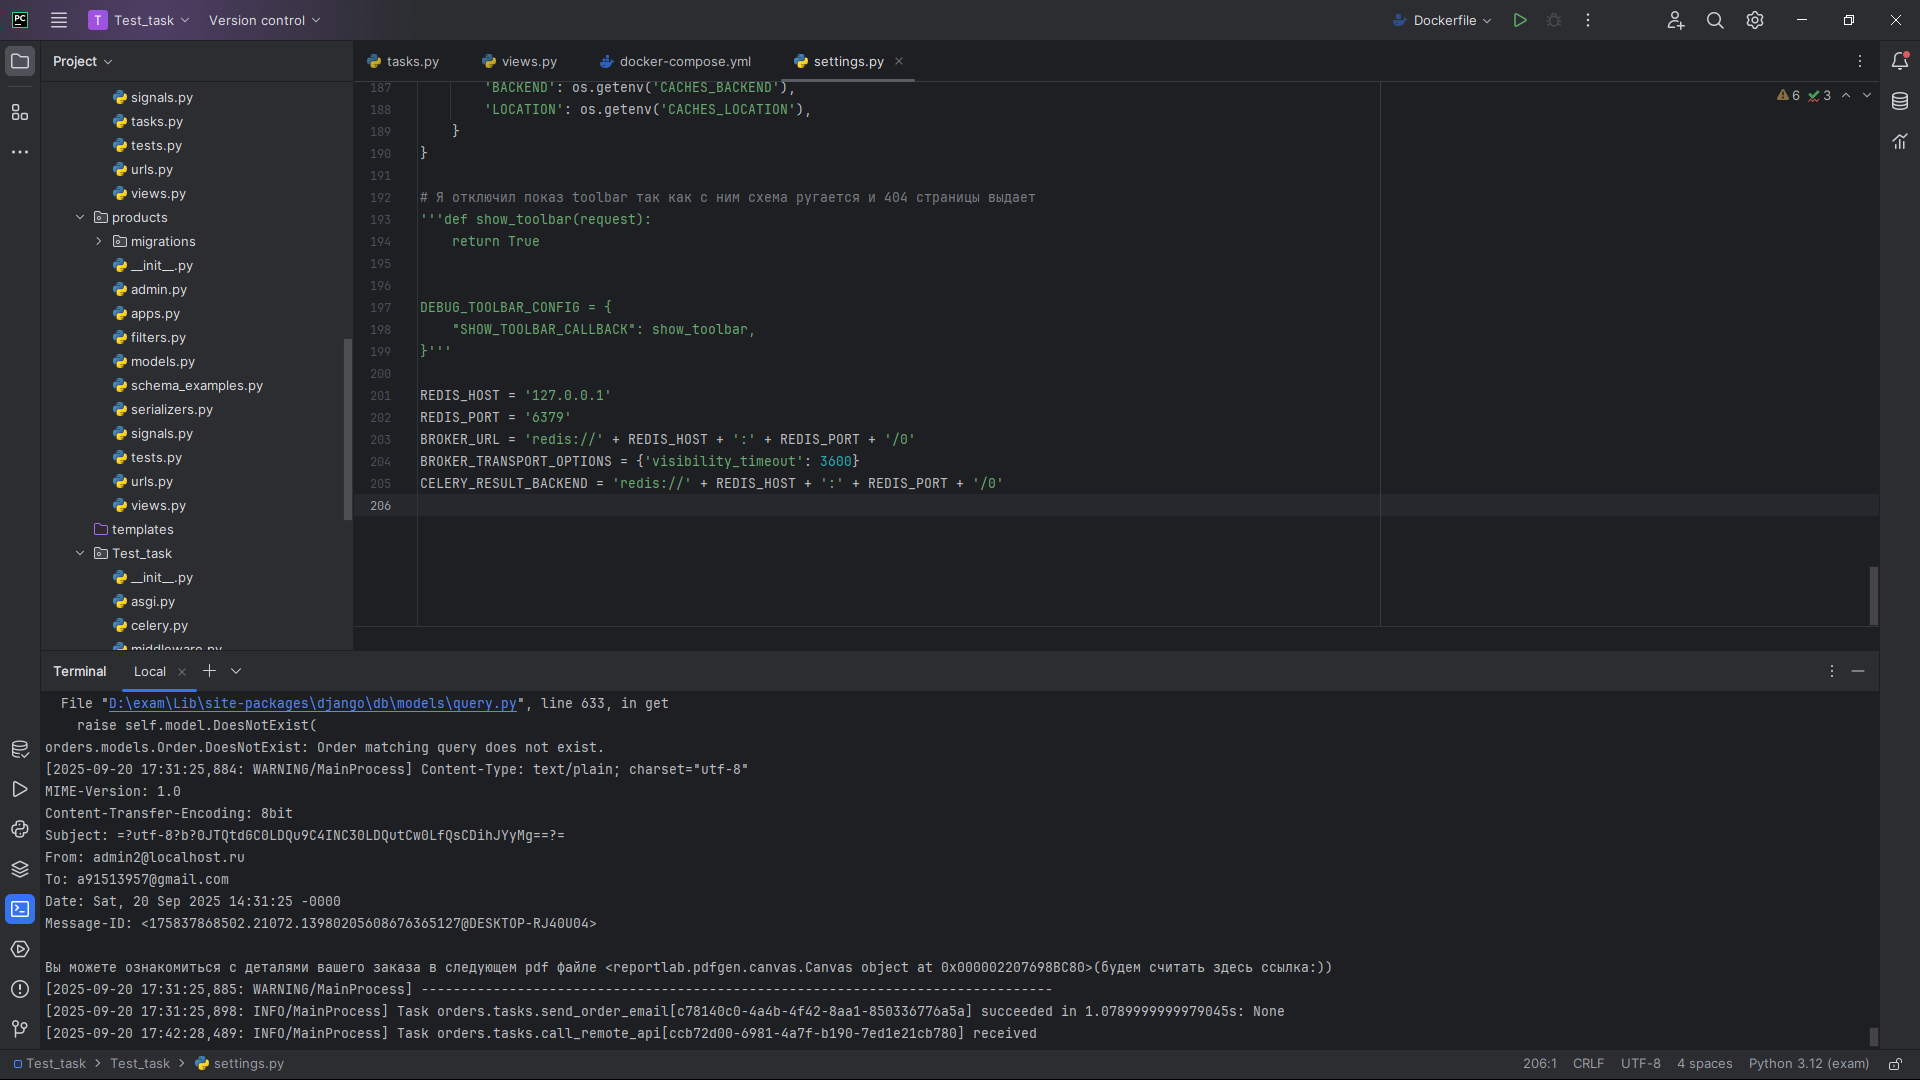 PC
T Test_task
Version control
Dockerfile
Project
tasks.py
views.py
docker-compose.yml
settings.py
signals.py
tasks.py
tests.py
urls.py
views.py
products
migrations
__init__.py
admin.py
apps.py
filters.py
models.py
schema_examples.py
serializers.py
signals.py
tests.py
urls.py
views.py
templates
Test_task
__init__.py
asgi.py
celery.py
middleware.py
6 3
187 'BACKEND': os.getenv('CACHES_BACKEND'),
188 'LOCATION': os.getenv('CACHES_LOCATION'),
189 }
190 }
191
192 # Я отключил показ toolbar так как с ним схема ругается и 404 страницы выдает
193 '''def show_toolbar(request):
194 return True
195
196
197 DEBUG_TOOLBAR_CONFIG = {
198 "SHOW_TOOLBAR_CALLBACK": show_toolbar,
199 }'''
200
201 REDIS_HOST = '127.0.0.1'
202 REDIS_PORT = '6379'
203 BROKER_URL = 'redis://' + REDIS_HOST + ':' + REDIS_PORT + '/0'
204 BROKER_TRANSPORT_OPTIONS = {'visibility_timeout': 3600}
205 CELERY_RESULT_BACKEND = 'redis://' + REDIS_HOST + ':' + REDIS_PORT + '/0'
206
Terminal
Local
File "D:\exam\Lib\site-packages\django\db\models\query.py", line 633, in get
raise self.model.DoesNotExist(
orders.models.Order.DoesNotExist: Order matching query does not exist.
[2025-09-20 17:31:25,884: WARNING/MainProcess] Content-Type: text/plain; charset="utf-8"
MIME-Version: 1.0
Content-Transfer-Encoding: 8bit
Subject: =?utf-8?b?0JTQtdGC0LDQu9C4INC30LDQutCw0LfQsCDihJYyMg==?=
From: admin2@localhost.ru
To: a91513957@gmail.com
Date: Sat, 20 Sep 2025 14:31:25 -0000
Message-ID: <175837868502.21072.13980205608676365127@DESKTOP-RJ40U04>
Вы можете ознакомиться с деталями вашего заказа в следующем pdf файле <reportlab.pdfgen.canvas.Canvas object at 0x000002207698BC80>(будем считать здесь ссылка:))
[2025-09-20 17:31:25,885: WARNING/MainProcess] -------------------------------------------------------------------------------
[2025-09-20 17:31:25,898: INFO/MainProcess] Task orders.tasks.send_order_email[c78140c0-4a4b-4f42-8aa1-850336776a5a] succeeded in 1.0789999999979045s: None
[2025-09-20 17:42:28,489: INFO/MainProcess] Task orders.tasks.call_remote_api[ccb72d00-6981-4a7f-b190-7ed1e21cb780] received
Test_task > Test_task > settings.py
206:1 CRLF UTF-8 4 spaces Python 3.12 (exam)